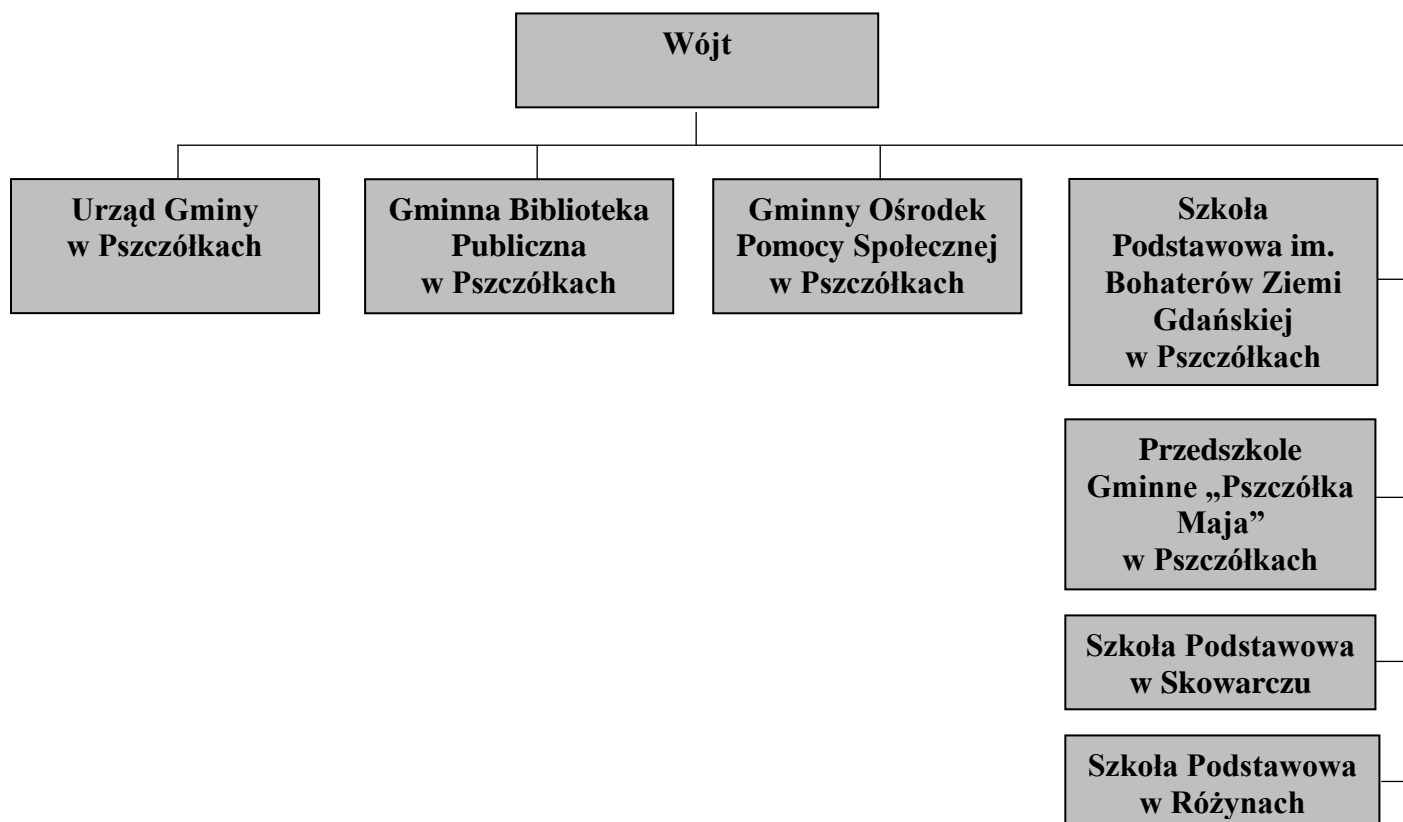 Wójt
Urząd Gminy
w Pszczółkach
Gminna Biblioteka
Publiczna
w Pszczółkach
Gminny Ośrodek
Pomocy Społecznej
w Pszczółkach
Szkoła
Podstawowa im.
Bohaterów Ziemi
Gdańskiej
w Pszczółkach
Przedszkole
Gminne „Pszczółka
Maja”
w Pszczółkach
Szkoła Podstawowa
w Skowarczu
Szkoła Podstawowa
w Różynach